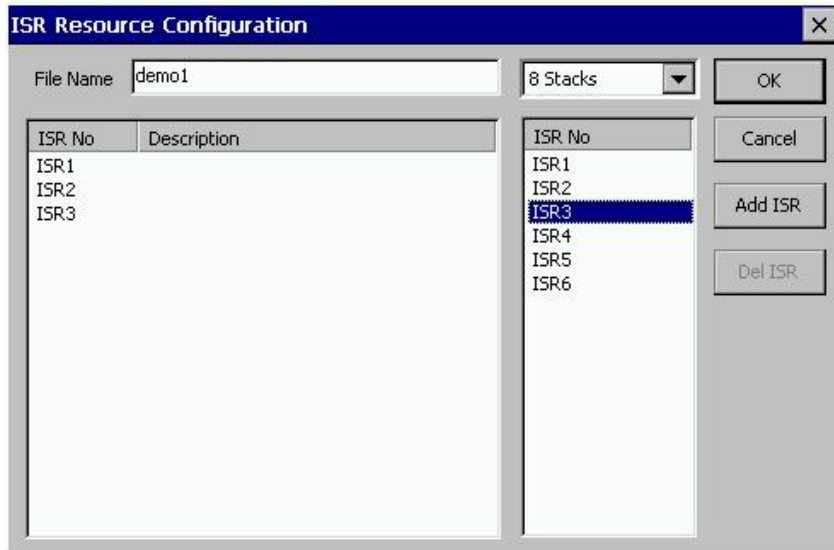 ISR Resource Configuration
File Name demo1 8 Stacks OK
ISR No Description ISR No Cancel
ISR1 ISR1
ISR2 ISR2
ISR3 ISR3 Add ISR
ISR4
ISR5
ISR6 Del ISR